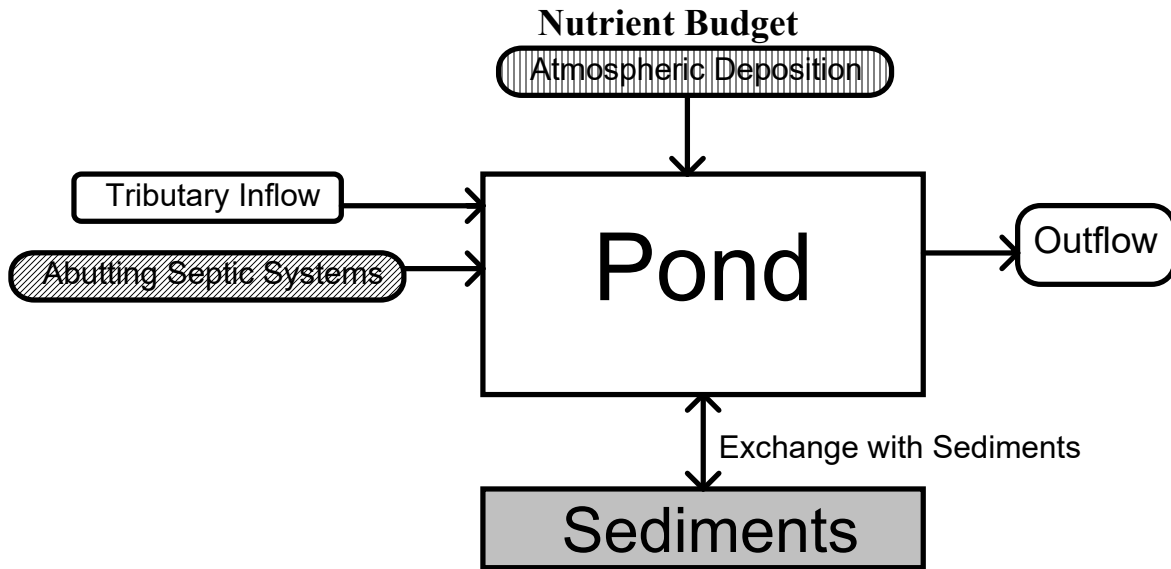 Nutrient Budget
Atmospheric Deposition
Tributary Inflow
Abutting Septic Systems
Pond
Outflow
Exchange with Sediments
Sediments